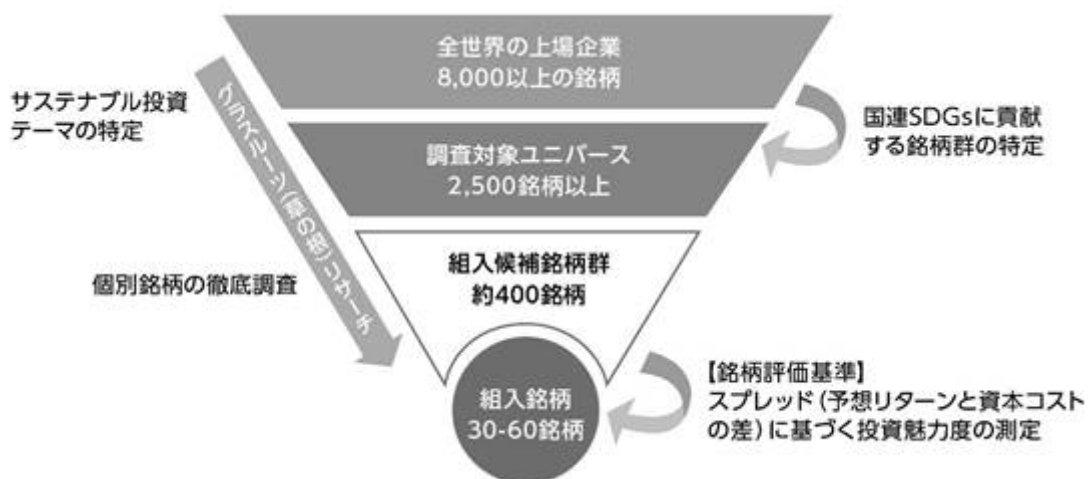 全世界の上場企業
8,000以上の銘柄
サステナブル投資
テーマの特定
グラスルーツ(草の根)リサーチ
国連SDGsに貢献
する銘柄群の特定
調査対象ユニバース
2,500銘柄以上
個別銘柄の徹底調査
組入候補銘柄群
約400銘柄
【銘柄評価基準】
スプレッド(予想リターンと資本コスト
の差)に基づく投資魅力度の測定
組入銘柄
30-60銘柄